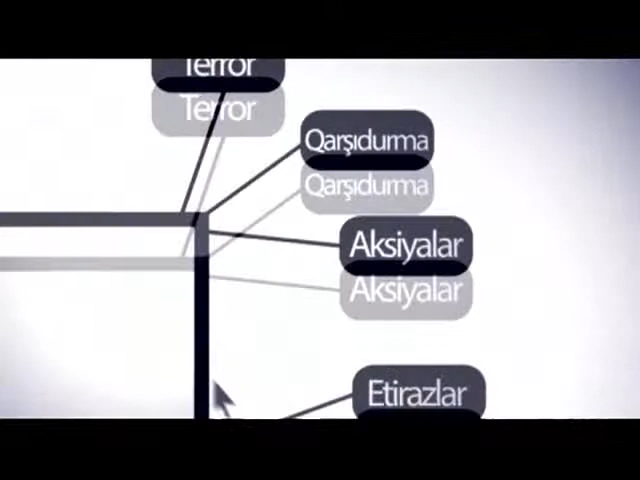 Terror
Terror
Qarşıdurma
Qarşıdurma
Aksiyalar
Aksiyalar
Etirazlar